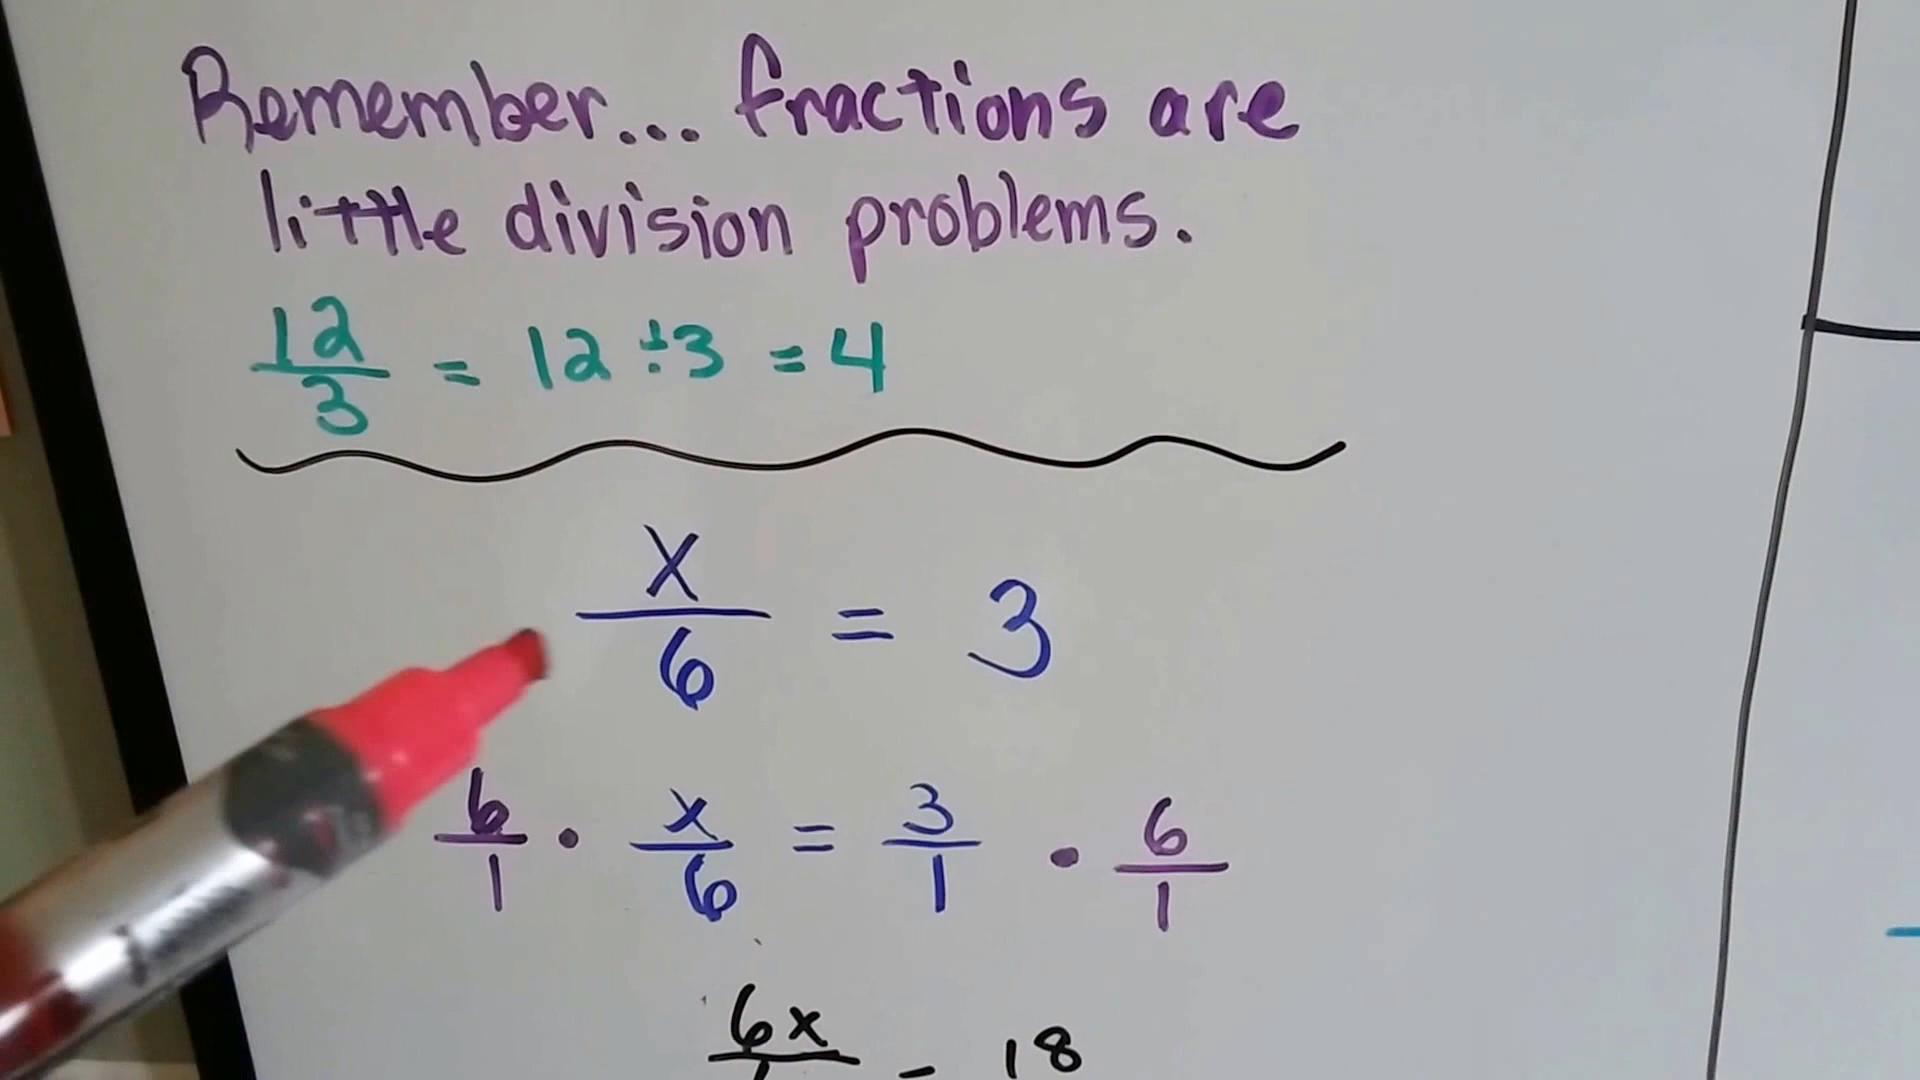 Remember... fractions are
little division problems.
12/3 = 12 ÷ 3 = 4
x/6 = 3
6/1 • x/6 = 3/1 • 6/1
6x/ = 18